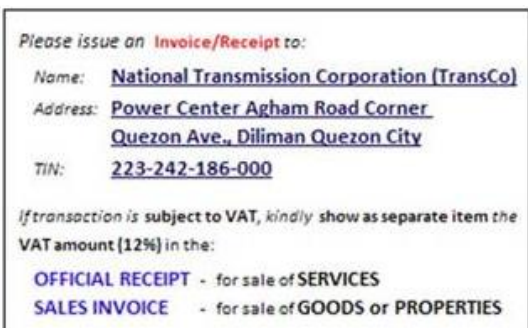 Please issue an Invoice/Receipt to:
Name: National Transmission Corporation (TransCo)
Address: Power Center Agham Road Corner
Quezon Ave., Diliman Quezon City
TIN: 223-242-186-000
If transaction is subject to VAT, kindly show as separate item the
VAT amount (12%) in the:
OFFICIAL RECEIPT - for sale of SERVICES
SALES INVOICE - for sale of GOODS or PROPERTIES